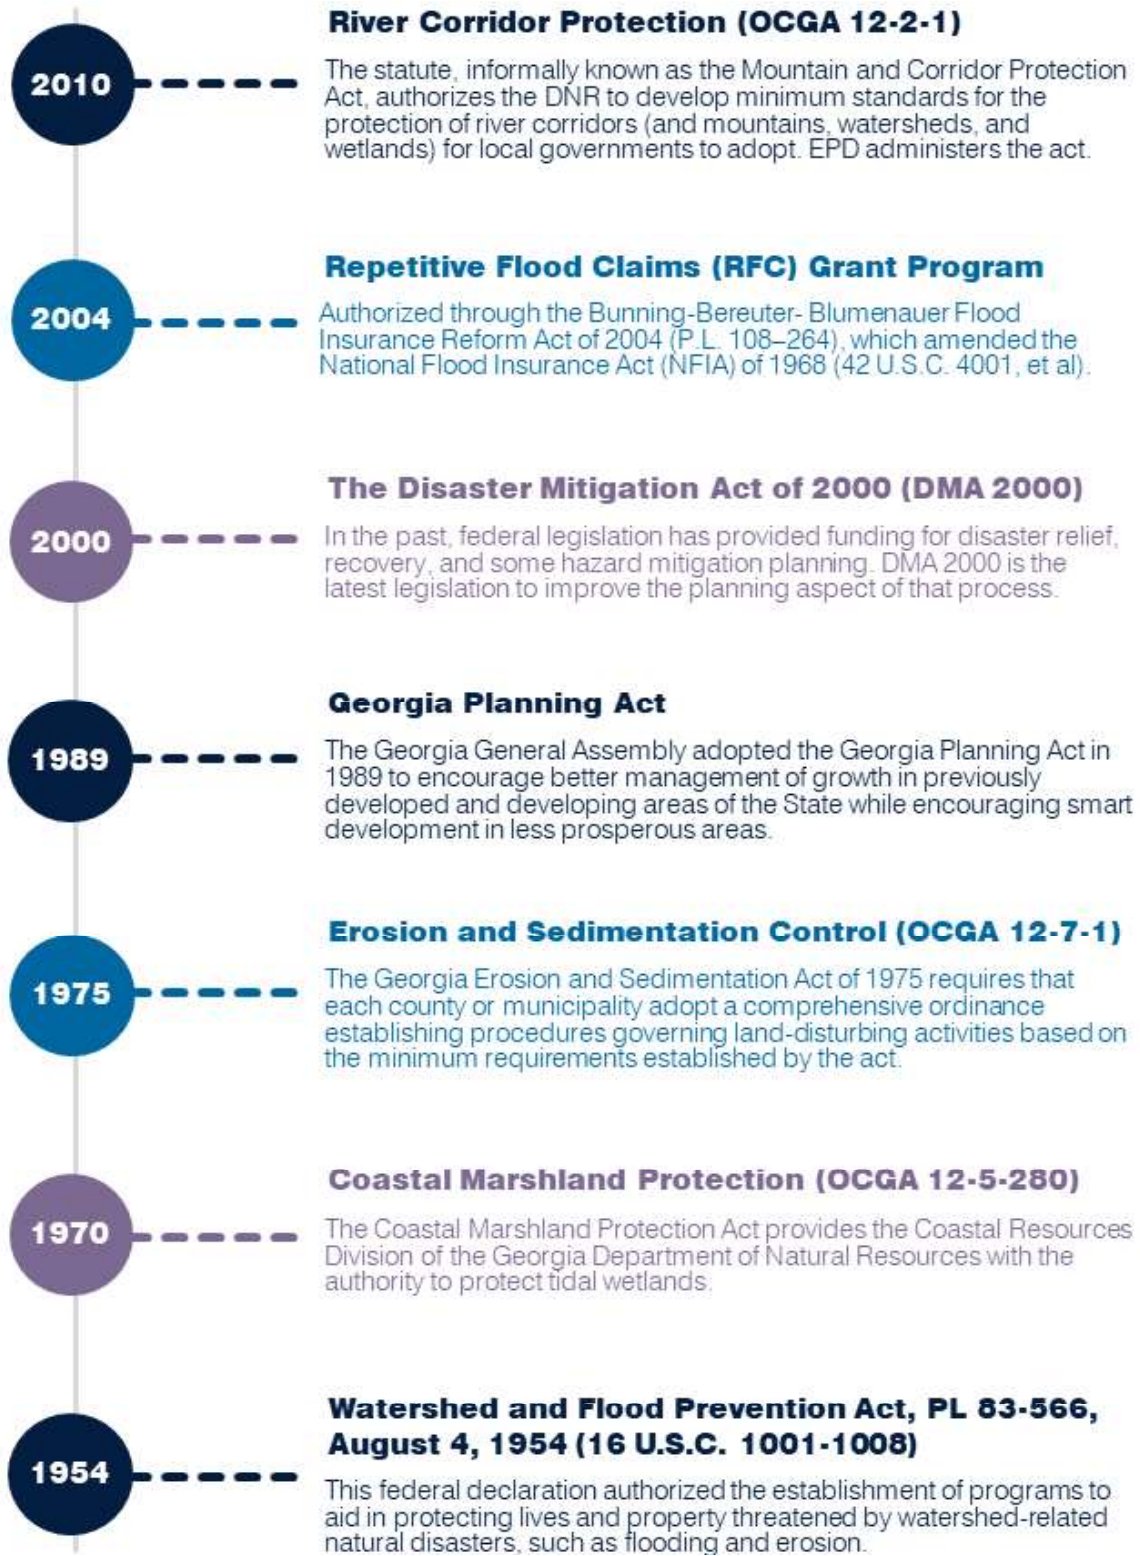 River Corridor Protection (OCGA 12-2-1)
2010
The statute, informally known as the Mountain and Corridor Protection
Act, authorizes the DNR to develop minimum standards for the
protection of river corridors (and mountains, watersheds, and
wetlands) for local governments to adopt. EPD administers the act.
Repetitive Flood Claims (RFC) Grant Program
2004
Authorized through the Bunning-Bereuter- Blumenauer Flood
Insurance Reform Act of 2004 (P.L. 108–264), which amended the
National Flood Insurance Act (NFIA) of 1968 (42 U.S.C. 4001, et al).
The Disaster Mitigation Act of 2000 (DMA 2000)
2000
In the past, federal legislation has provided funding for disaster relief,
recovery, and some hazard mitigation planning. DMA 2000 is the
latest legislation to improve the planning aspect of that process.
Georgia Planning Act
1989
The Georgia General Assembly adopted the Georgia Planning Act in
1989 to encourage better management of growth in previously
developed and developing areas of the State while encouraging smart
development in less prosperous areas.
Erosion and Sedimentation Control (OCGA 12-7-1)
1975
The Georgia Erosion and Sedimentation Act of 1975 requires that
each county or municipality adopt a comprehensive ordinance
establishing procedures governing land-disturbing activities based on
the minimum requirements established by the act.
Coastal Marshland Protection (OCGA 12-5-280)
1970
The Coastal Marshland Protection Act provides the Coastal Resources
Division of the Georgia Department of Natural Resources with the
authority to protect tidal wetlands.
Watershed and Flood Prevention Act, PL 83-566,
August 4, 1954 (16 U.S.C. 1001-1008)
1954
This federal declaration authorized the establishment of programs to
aid in protecting lives and property threatened by watershed-related
natural disasters, such as flooding and erosion.